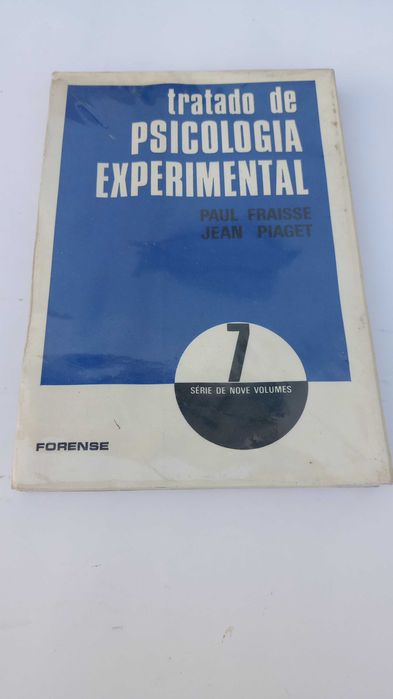 tratado de
PSICOLOGIA
EXPERIMENTAL
PAUL FRAISSE
JEAN PIAGET
7
SÉRIE DE NOVE VOLUMES
FORENSE